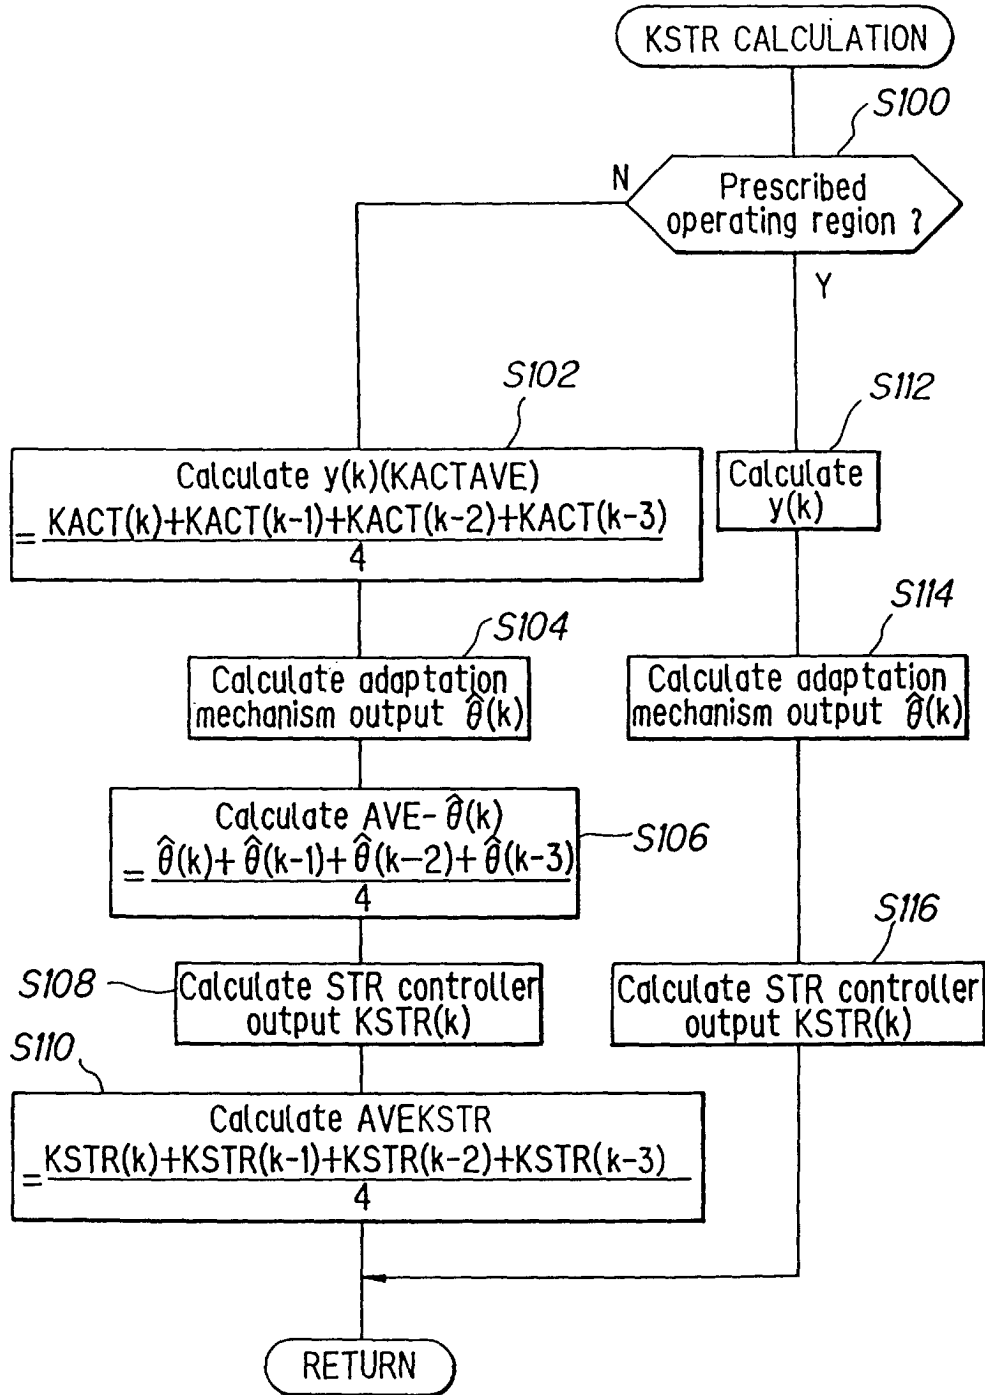 KSTR CALCULATION
S100
Prescribed
operating region ?
N
Y
S102
Calculate y(k)(KACTAVE)
= KACT(k)+KACT(k-1)+KACT(k-2)+KACT(k-3)
4
S112
Calculate
y(k)
S104
Calculate adaptation
mechanism output θ̂(k)
S114
Calculate adaptation
mechanism output θ̂(k)
S106
Calculate AVE-θ̂(k)
= θ̂(k)+θ̂(k-1)+θ̂(k-2)+θ̂(k-3)
4
S108
Calculate STR controller
output KSTR(k)
S116
Calculate STR controller
output KSTR(k)
S110
Calculate AVEKSTR
= KSTR(k)+KSTR(k-1)+KSTR(k-2)+KSTR(k-3)
4
RETURN